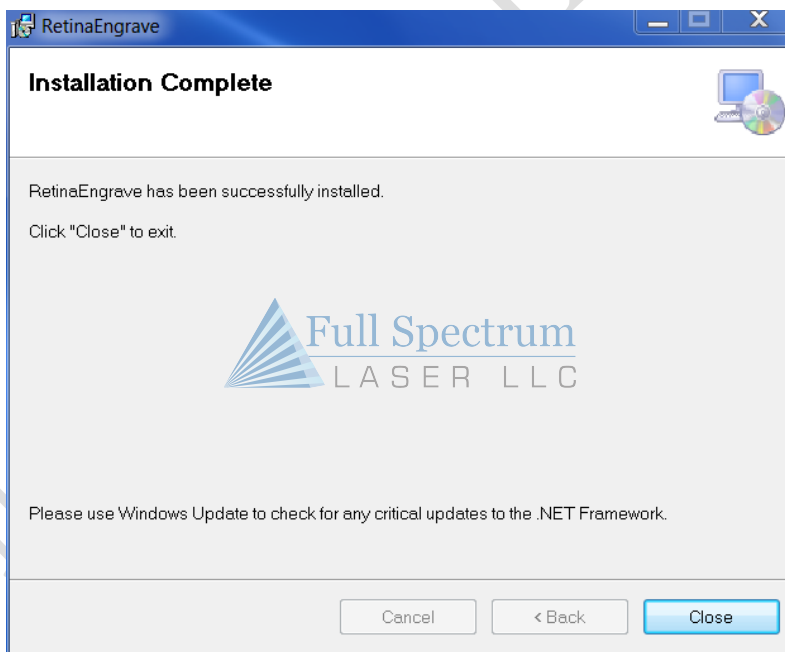 RetinaEngrave
Installation Complete
RetinaEngrave has been successfully installed.
Click "Close" to exit.
Full Spectrum
LASER LLC
Please use Windows Update to check for any critical updates to the .NET Framework.
Cancel
< Back
Close